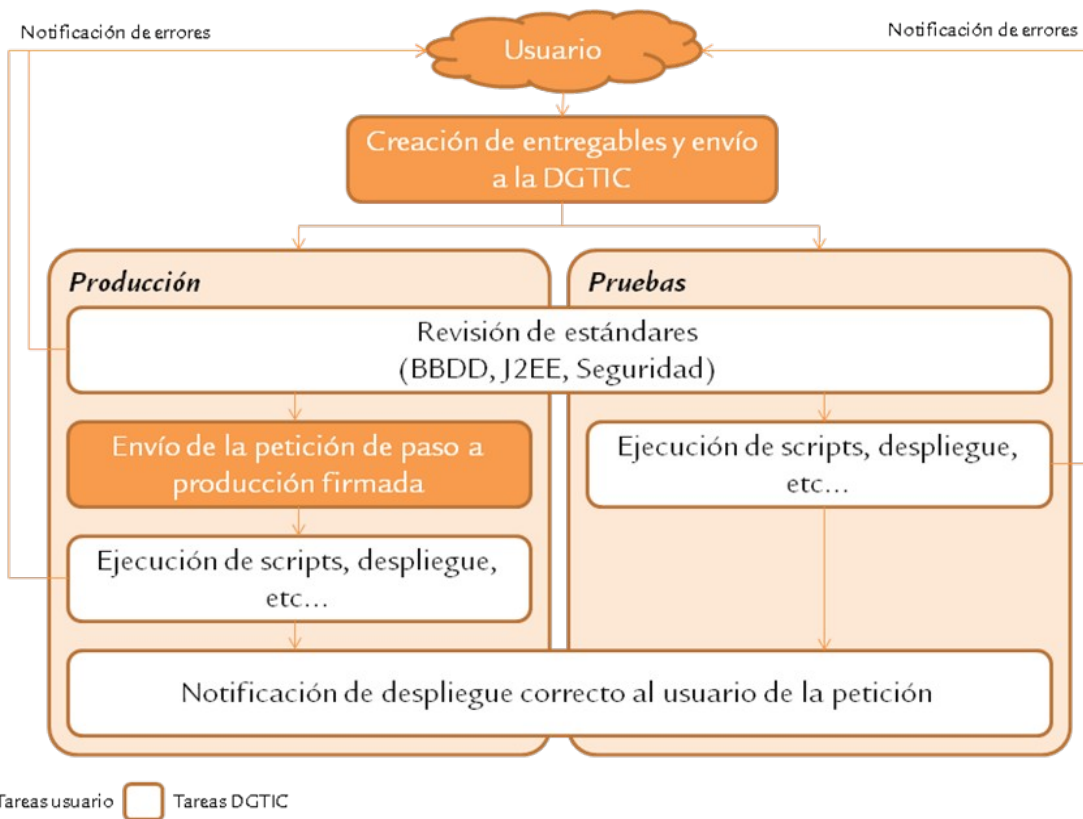 Notificación de errores
Notificación de errores
Usuario
Creación de entregables y envío
a la DGTIC
Producción
Pruebas
Revisión de estándares
(BBDD, J2EE, Seguridad)
Envío de la petición de paso a
producción firmada
Ejecución de scripts, despliegue,
etc...
Ejecución de scripts, despliegue,
etc...
Notificación de despliegue correcto al usuario de la petición
Tareas usuario
Tareas DGTIC